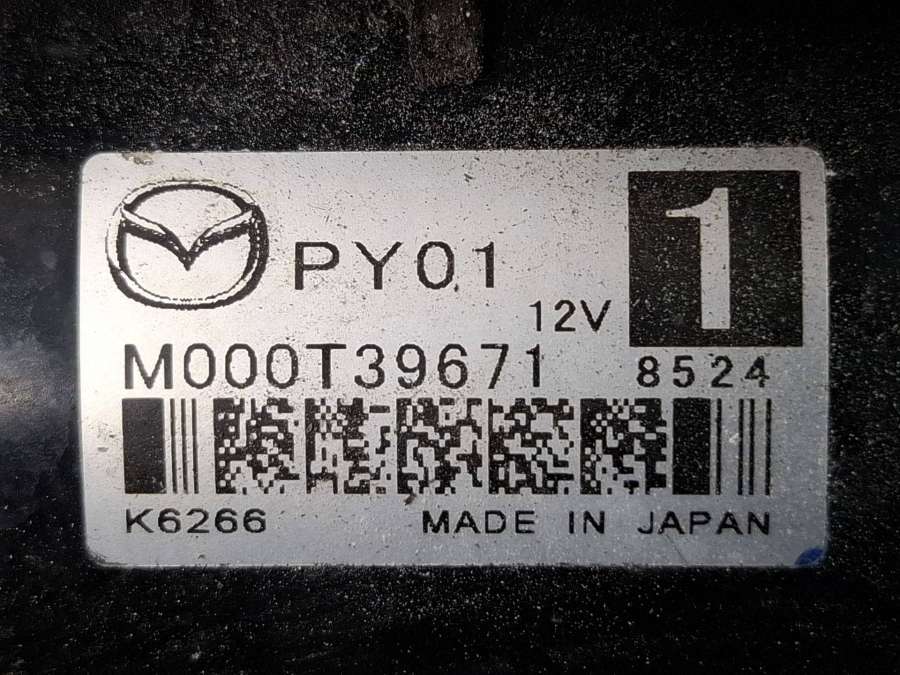 PY01
12V
1
M000T39671
8524
K6266
MADE IN JAPAN